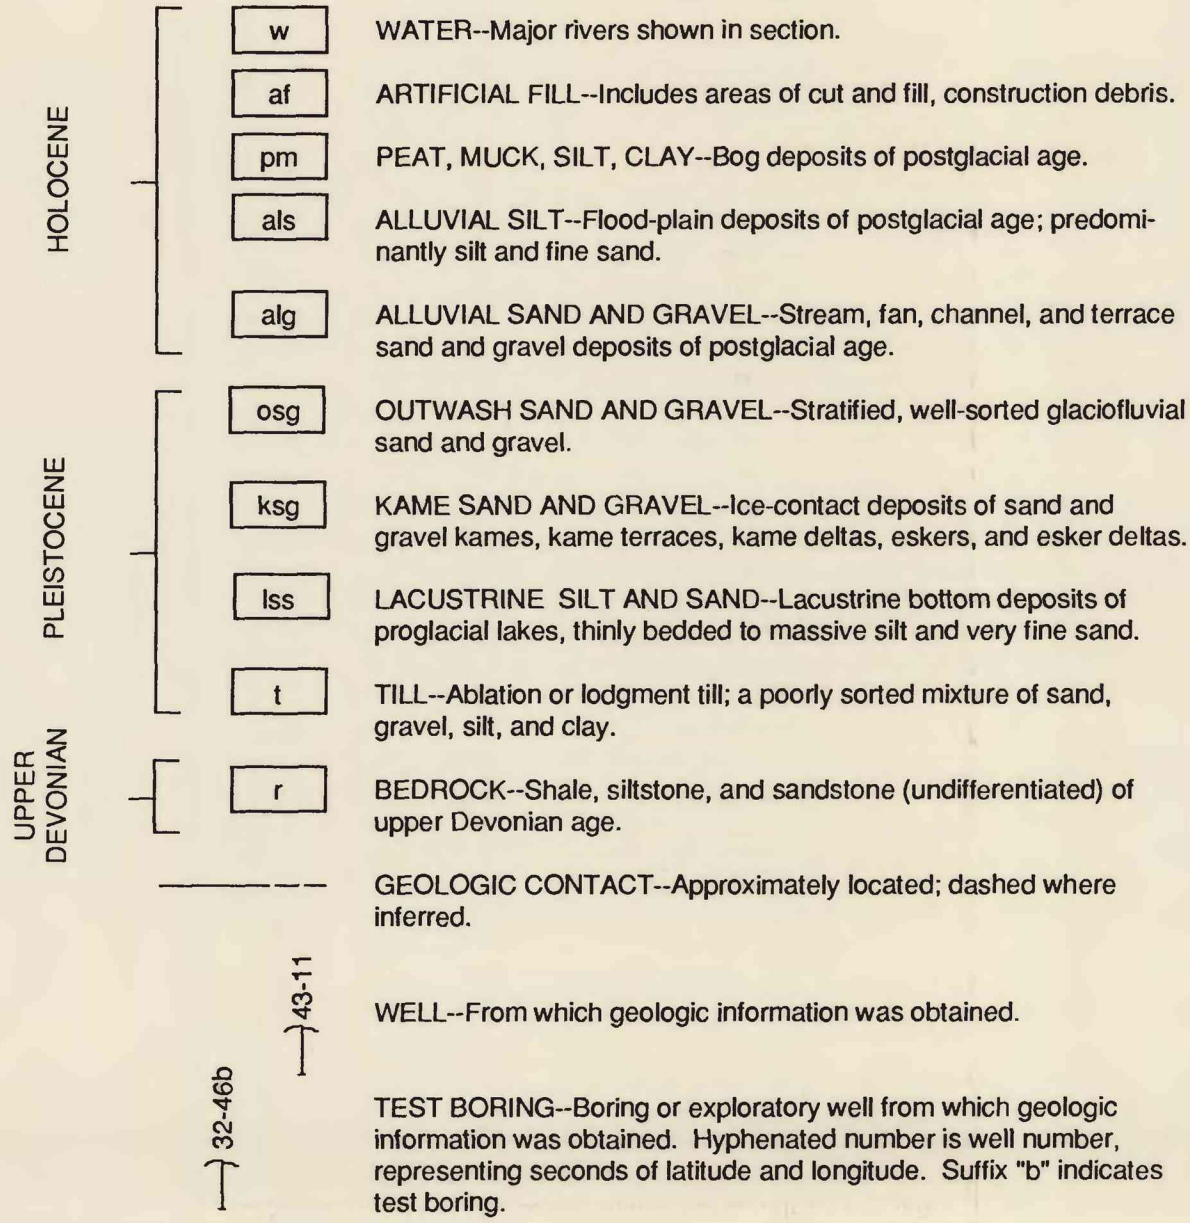 HOLOCENE
w WATER--Major rivers shown in section.
af ARTIFICIAL FILL--Includes areas of cut and fill, construction debris.
pm PEAT, MUCK, SILT, CLAY--Bog deposits of postglacial age.
als ALLUVIAL SILT--Flood-plain deposits of postglacial age; predomi-
nantly silt and fine sand.
alg ALLUVIAL SAND AND GRAVEL--Stream, fan, channel, and terrace
sand and gravel deposits of postglacial age.
PLEISTOCENE
osg OUTWASH SAND AND GRAVEL--Stratified, well-sorted glaciofluvial
sand and gravel.
ksg KAME SAND AND GRAVEL--Ice-contact deposits of sand and
gravel kames, kame terraces, kame deltas, eskers, and esker deltas.
lss LACUSTRINE SILT AND SAND--Lacustrine bottom deposits of
proglacial lakes, thinly bedded to massive silt and very fine sand.
t TILL--Ablation or lodgment till; a poorly sorted mixture of sand,
gravel, silt, and clay.
UPPER
DEVONIAN
r BEDROCK--Shale, siltstone, and sandstone (undifferentiated) of
upper Devonian age.
GEOLOGIC CONTACT--Approximately located; dashed where
inferred.
43-11
WELL--From which geologic information was obtained.
32-46b
TEST BORING--Boring or exploratory well from which geologic
information was obtained. Hyphenated number is well number,
representing seconds of latitude and longitude. Suffix "b" indicates
test boring.